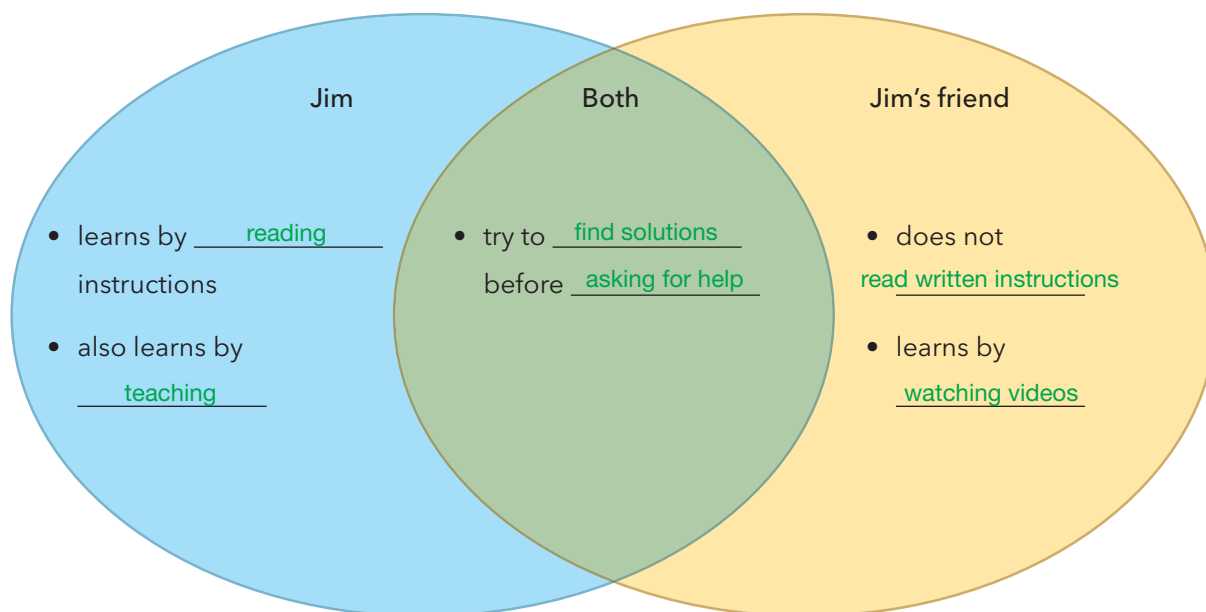 Jim
Both
Jim's friend
• learns by reading
instructions
• also learns by
teaching
• try to find solutions
before asking for help
• does not
read written instructions
• learns by
watching videos